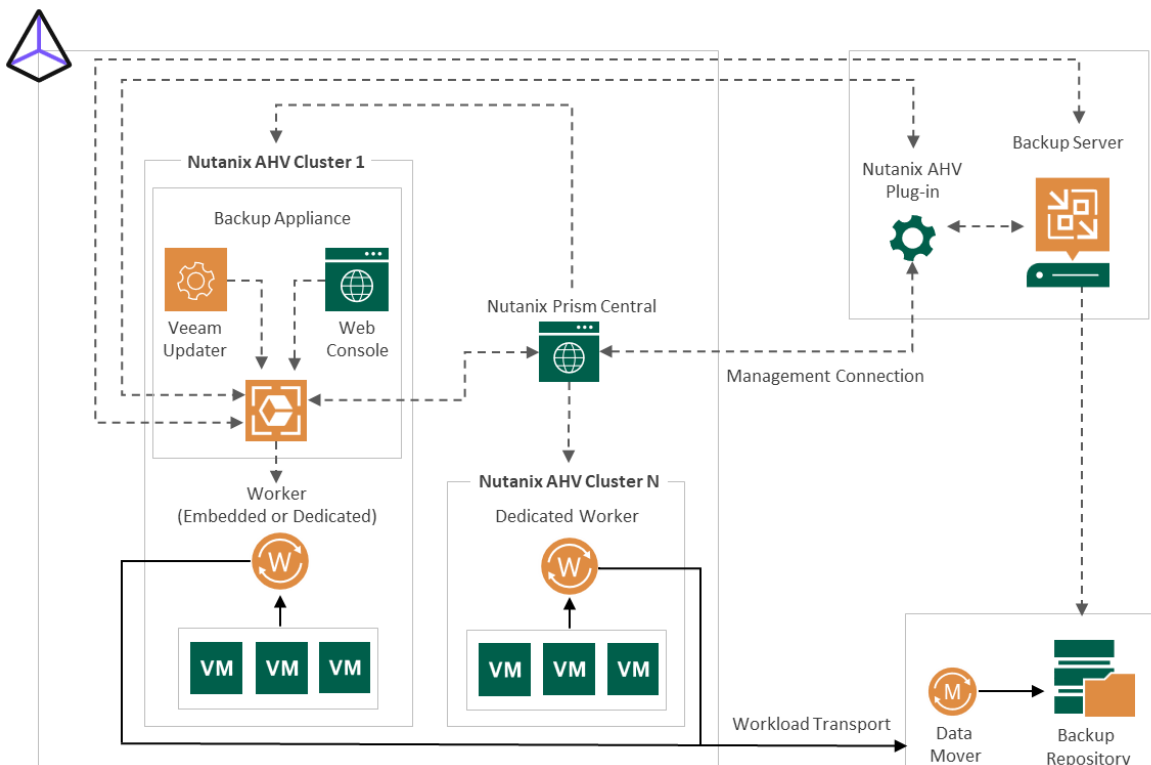 Backup Server
Nutanix AHV Cluster 1
Nutanix AHV
Plug-in
Backup Appliance
Veeam
Updater
Web
Console
Nutanix Prism Central
Management Connection
Nutanix AHV Cluster N
Worker
(Embedded or Dedicated)
Dedicated Worker
W
W
VM
VM
VM
VM
VM
VM
Workload Transport
M
Data
Mover
Backup
Repository